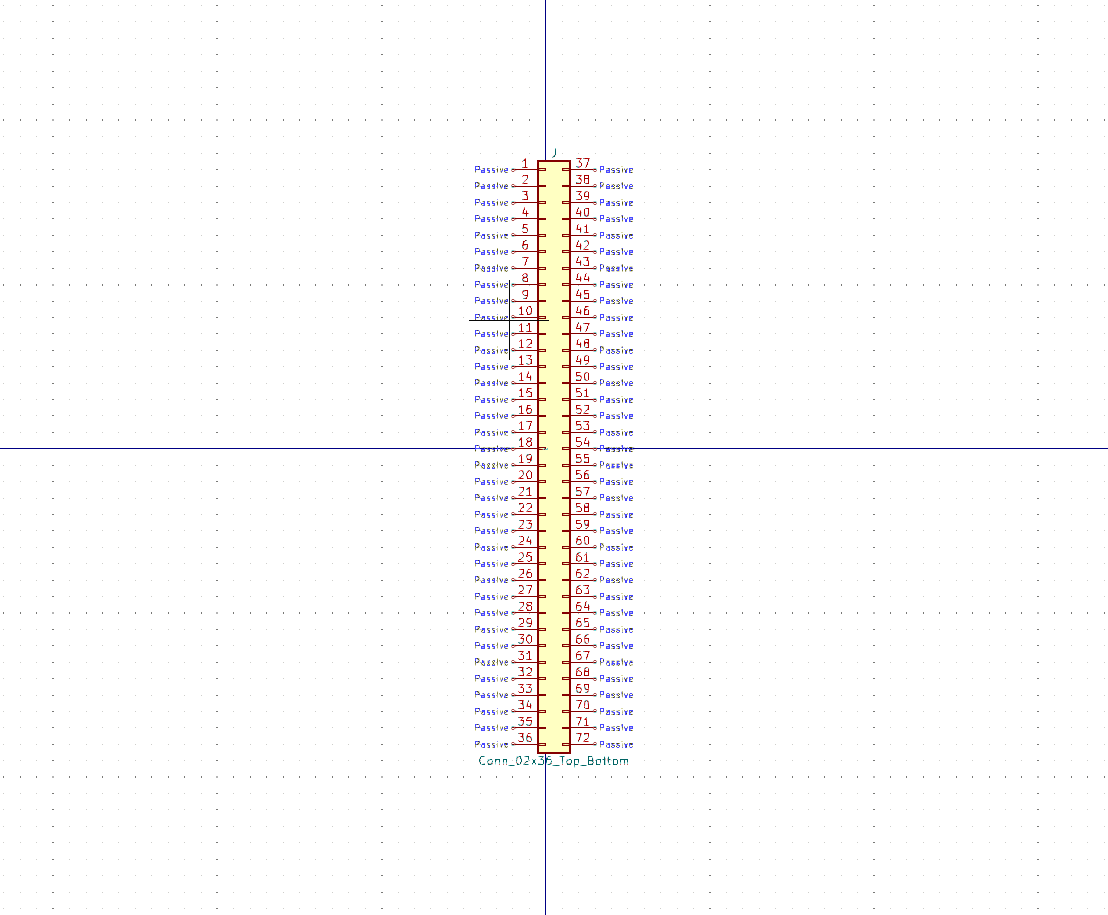 J
Passive 1 37 Passive
Passive 2 38 Passive
Passive 3 39 Passive
Passive 4 40 Passive
Passive 5 41 Passive
Passive 6 42 Passive
Passive 7 43 Passive
Passive 8 44 Passive
Passive 9 45 Passive
Passive 10 46 Passive
Passive 11 47 Passive
Passive 12 48 Passive
Passive 13 49 Passive
Passive 14 50 Passive
Passive 15 51 Passive
Passive 16 52 Passive
Passive 17 53 Passive
Passive 18 54 Passive
Passive 19 55 Passive
Passive 20 56 Passive
Passive 21 57 Passive
Passive 22 58 Passive
Passive 23 59 Passive
Passive 24 60 Passive
Passive 25 61 Passive
Passive 26 62 Passive
Passive 27 63 Passive
Passive 28 64 Passive
Passive 29 65 Passive
Passive 30 66 Passive
Passive 31 67 Passive
Passive 32 68 Passive
Passive 33 69 Passive
Passive 34 70 Passive
Passive 35 71 Passive
Passive 36 72 Passive
Conn_02x36_Top_Bottom